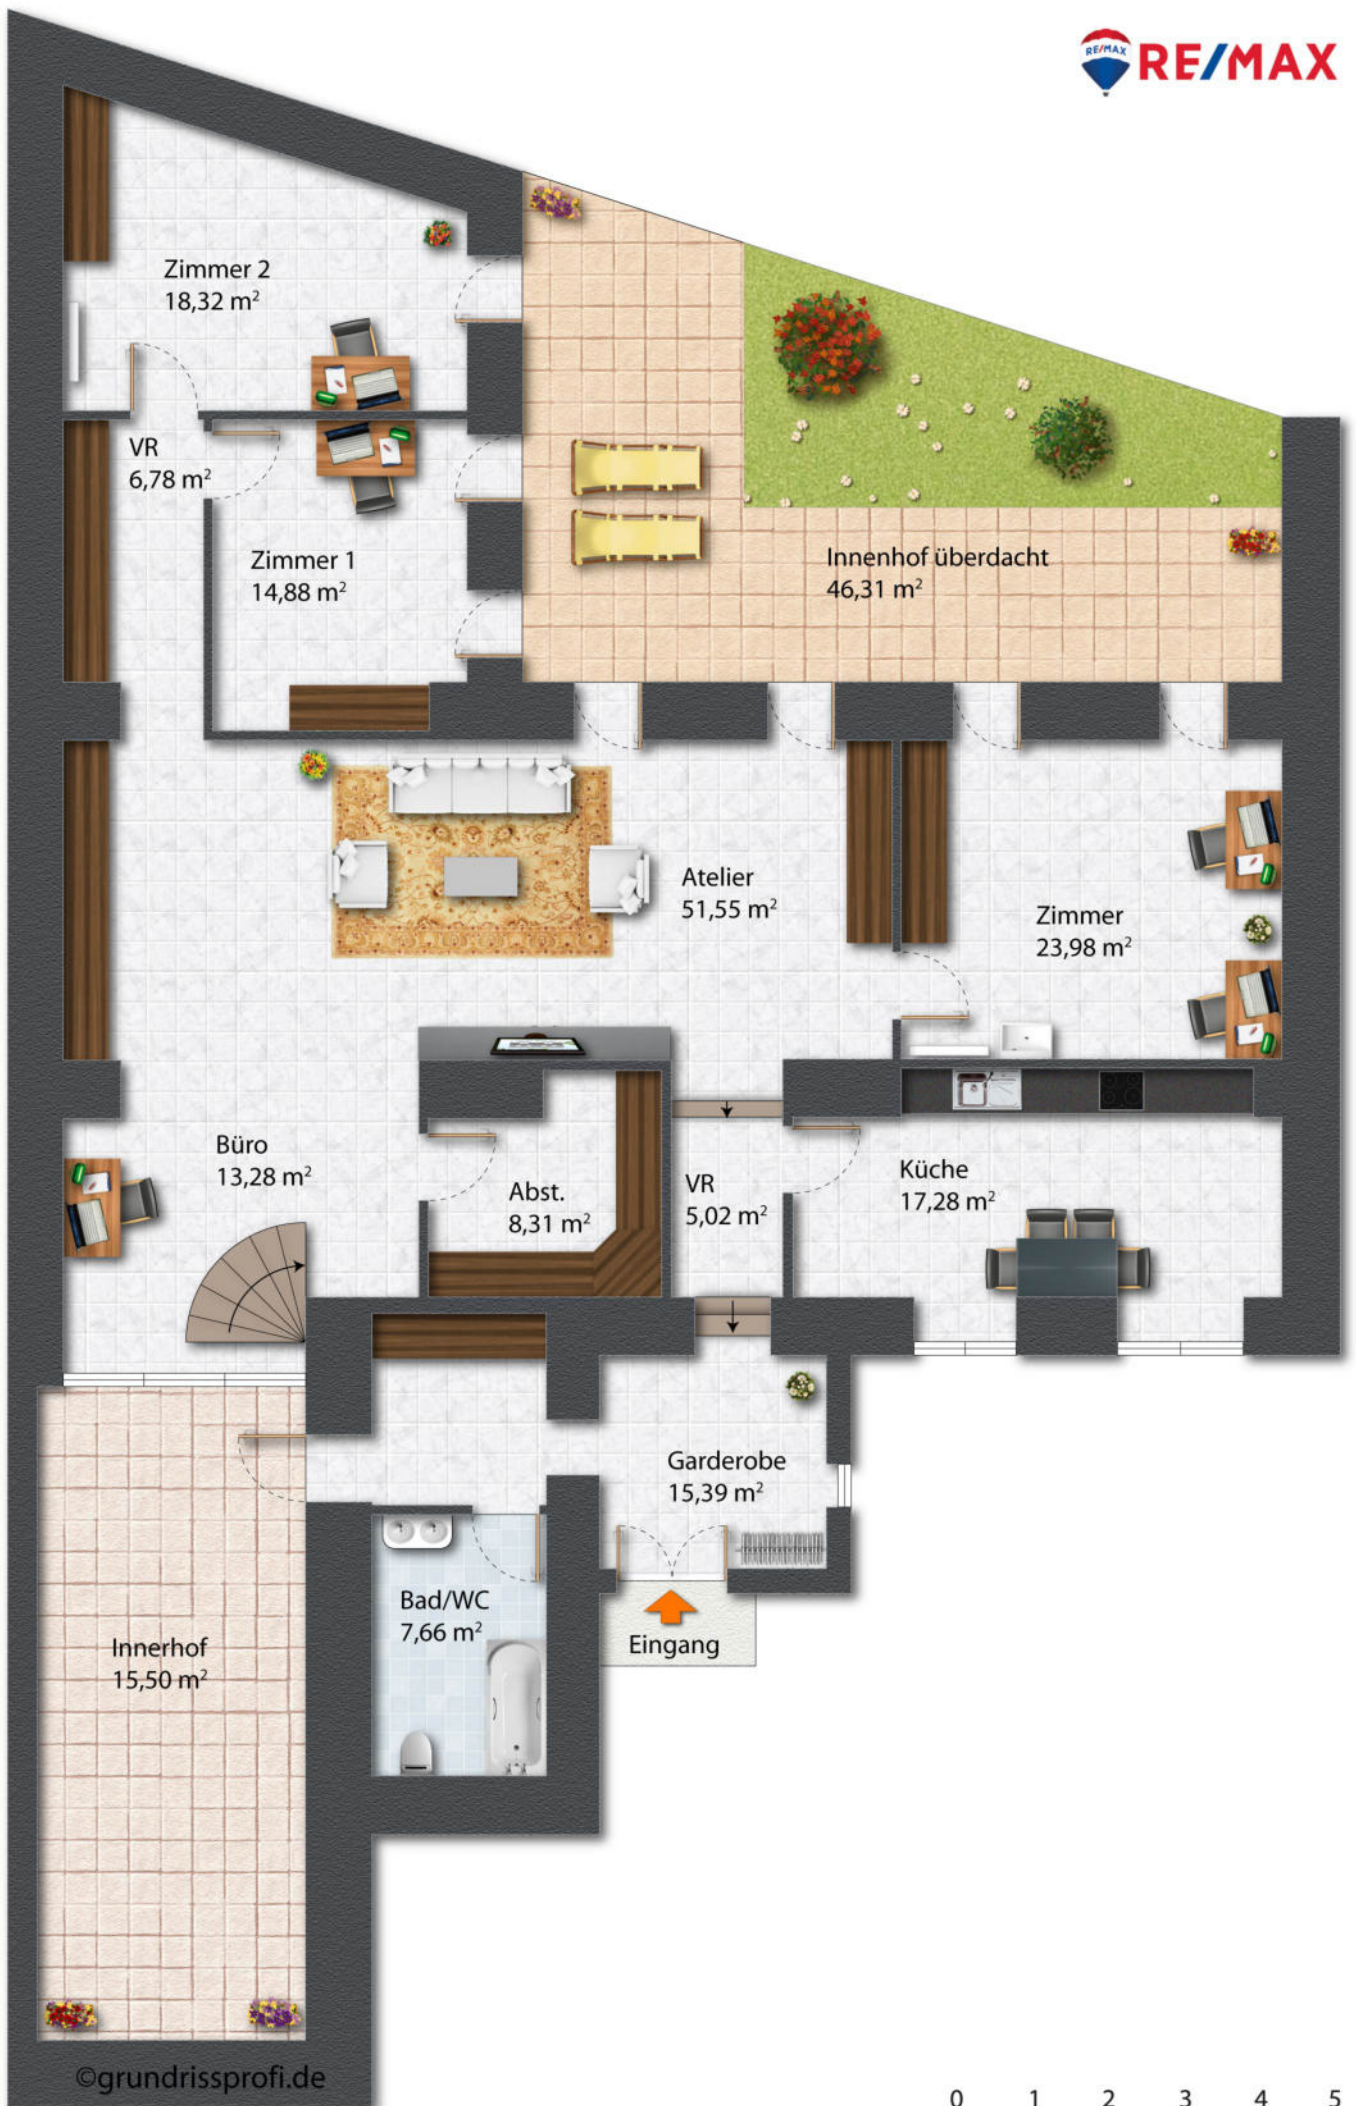 RE/MAX
RE/MAX
Zimmer 2
18,32 m²
VR
6,78 m²
Zimmer 1
14,88 m²
Innenhof überdacht
46,31 m²
Atelier
51,55 m²
Zimmer
23,98 m²
Büro
13,28 m²
Abst.
8,31 m²
VR
5,02 m²
Küche
17,28 m²
Garderobe
15,39 m²
Bad/WC
7,66 m²
Eingang
Innerhof
15,50 m²
©grundrissprofi.de
0 1 2 3 4 5